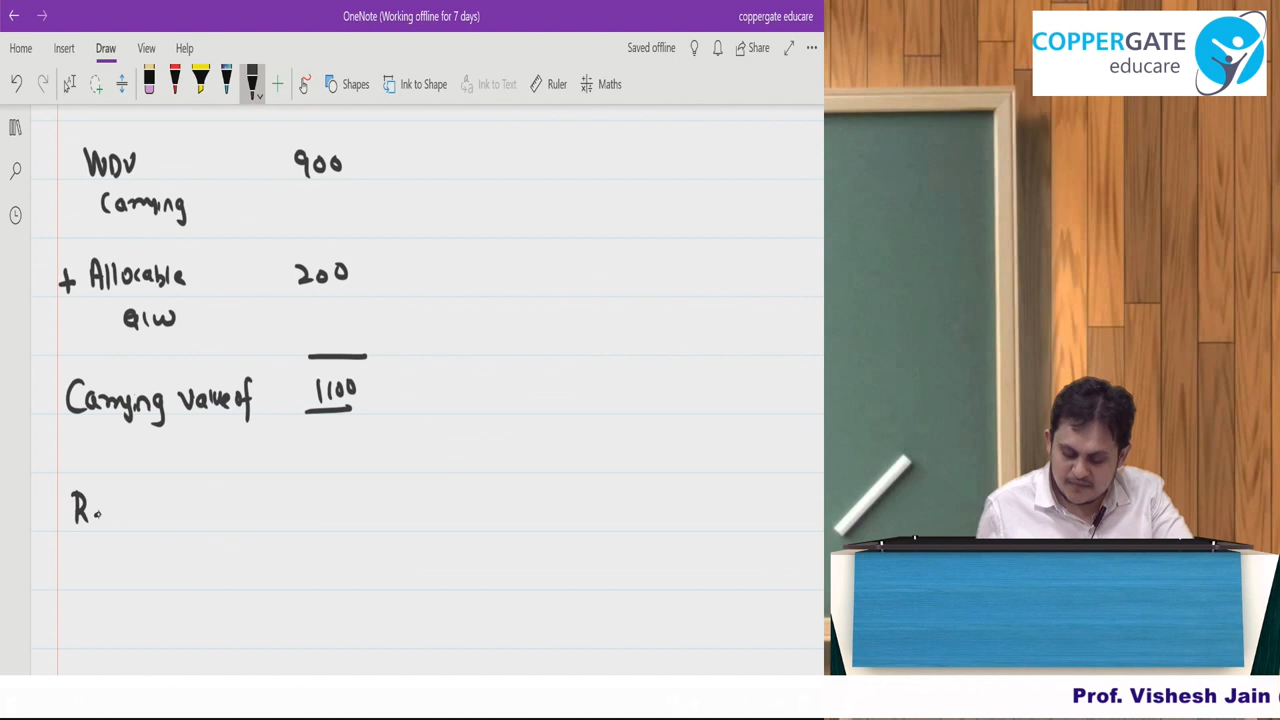 OneNote (Working offline for 7 days)
coppergate educare
Home Insert Draw View Help
Saved offline Share
Shapes Ink to Shape Ink to Text Ruler Maths
COPPERGATE
educare
WDV 900
Carrying
+ Allocable 200
G/W
Carrying value of 1100
R.
Prof. Vishesh Jain